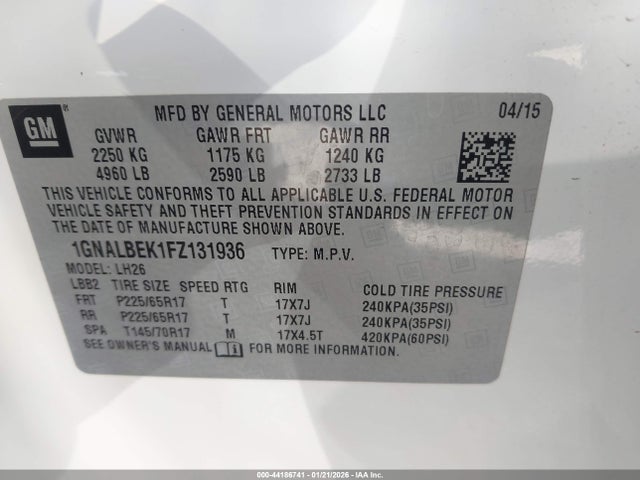 GM
MFD BY GENERAL MOTORS LLC 04/15
GVWR GAWR FRT GAWR RR
2250 KG 1175 KG 1240 KG
4960 LB 2590 LB 2733 LB
THIS VEHICLE CONFORMS TO ALL APPLICABLE U.S. FEDERAL MOTOR
VEHICLE SAFETY AND THEFT PREVENTION STANDARDS IN EFFECT ON
THE DATE OF MANUFACTURE SHOWN ABOVE.
1GNALBEK1FZ131936 TYPE: M.P.V.
MODEL: LH26
LBB2 TIRE SIZE SPEED RTG RIM COLD TIRE PRESSURE
FRT P225/65R17 T 17X7J 240KPA(35PSI)
RR P225/65R17 T 17X7J 240KPA(35PSI)
SPA T145/70R17 M 17X4.5T 420KPA(60PSI)
SEE OWNER'S MANUAL FOR MORE INFORMATION.
000-44186741 - 01/21/2026 - IAA Inc.